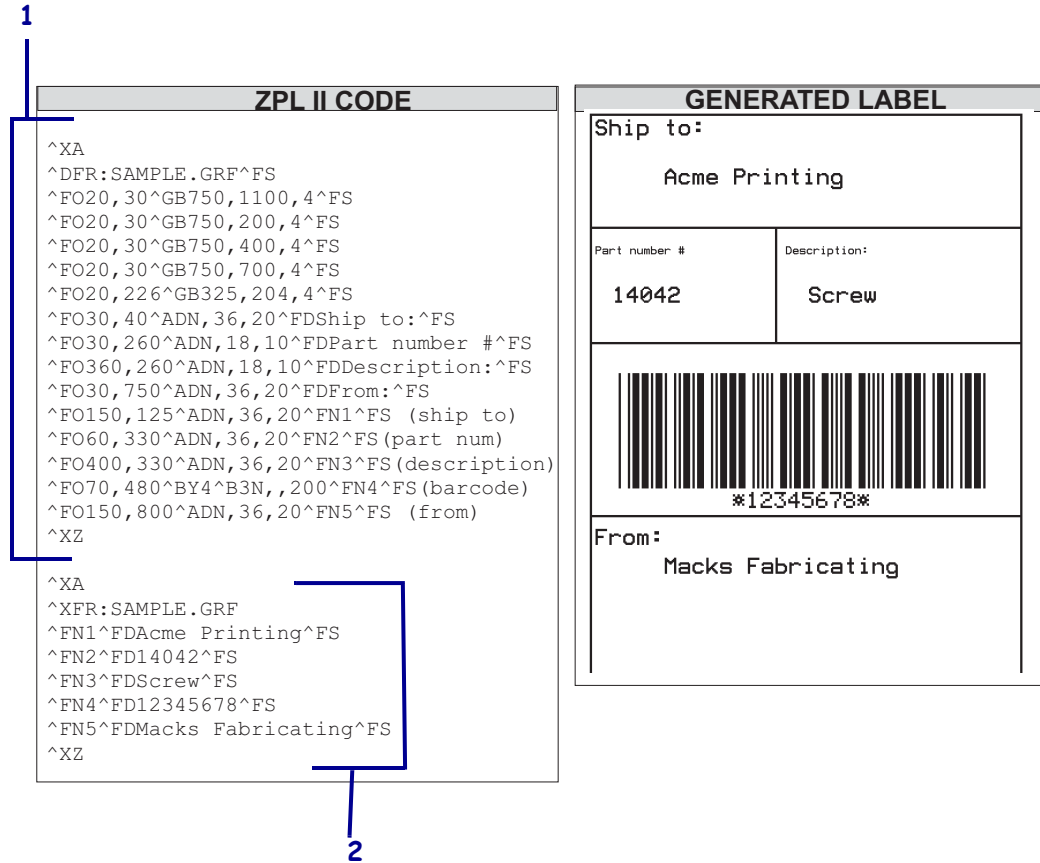 1
ZPL II CODE
^XA
^DFR:SAMPLE.GRF^FS
^FO20,30^GB750,1100,4^FS
^FO20,30^GB750,200,4^FS
^FO20,30^GB750,400,4^FS
^FO20,30^GB750,700,4^FS
^FO20,226^GB325,204,4^FS
^FO30,40^ADN,36,20^FDShip to:^FS
^FO30,260^ADN,18,10^FDPart number #^FS
^FO360,260^ADN,18,10^FDDescription:^FS
^FO30,750^ADN,36,20^FDFrom:^FS
^FO150,125^ADN,36,20^FN1^FS (ship to)
^FO60,330^ADN,36,20^FN2^FS(part num)
^FO400,330^ADN,36,20^FN3^FS(description)
^FO70,480^BY4^B3N,,200^FN4^FS(barcode)
^FO150,800^ADN,36,20^FN5^FS (from)
^XZ
^XA
^XFR:SAMPLE.GRF
^FN1^FDAcme Printing^FS
^FN2^FD14042^FS
^FN3^FDScrew^FS
^FN4^FD12345678^FS
^FN5^FDMacks Fabricating^FS
^XZ
2
GENERATED LABEL
Ship to:
Acme Printing
Part number #
Description:
14042
Screw
*12345678*
From:
Macks Fabricating